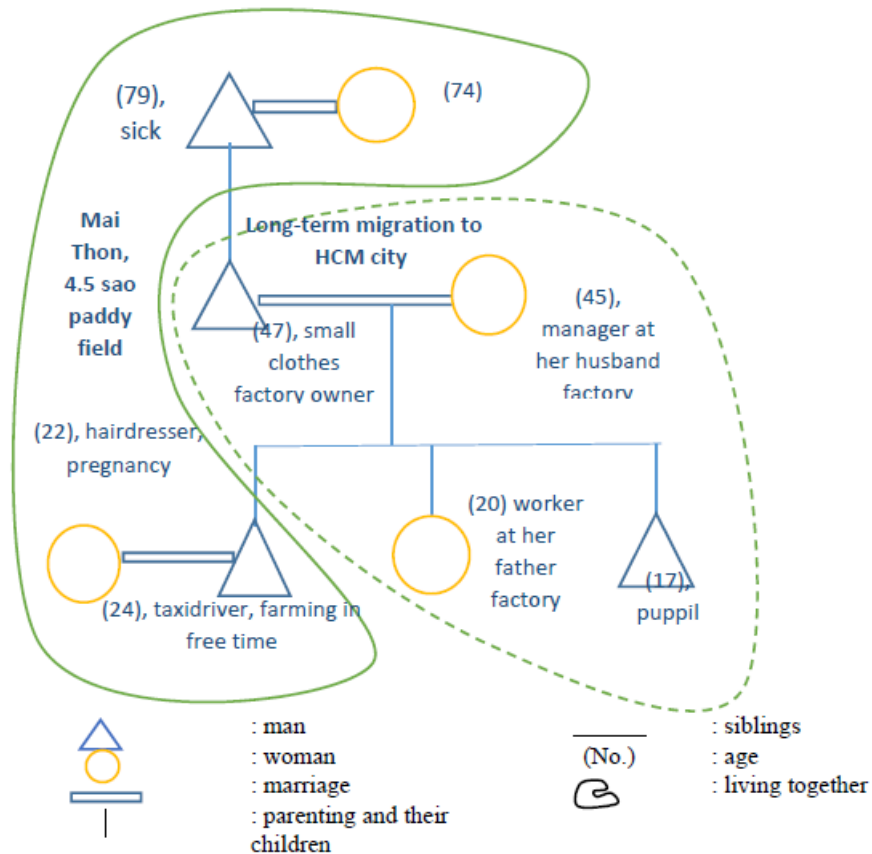 (79),
sick
(74)
Mai
Thon,
4.5 sao
paddy
field
Long-term migration to
HCM city
(47), small
clothes
factory owner
(45),
manager at
her husband
factory
(22), hairdresser,
pregnancy
(24), taxidriver, farming in
free time
(20) worker
at her
father
factory
(17),
puppil
: man
: woman
: marriage
: parenting and their
children
: siblings
(No.) : age
: living together